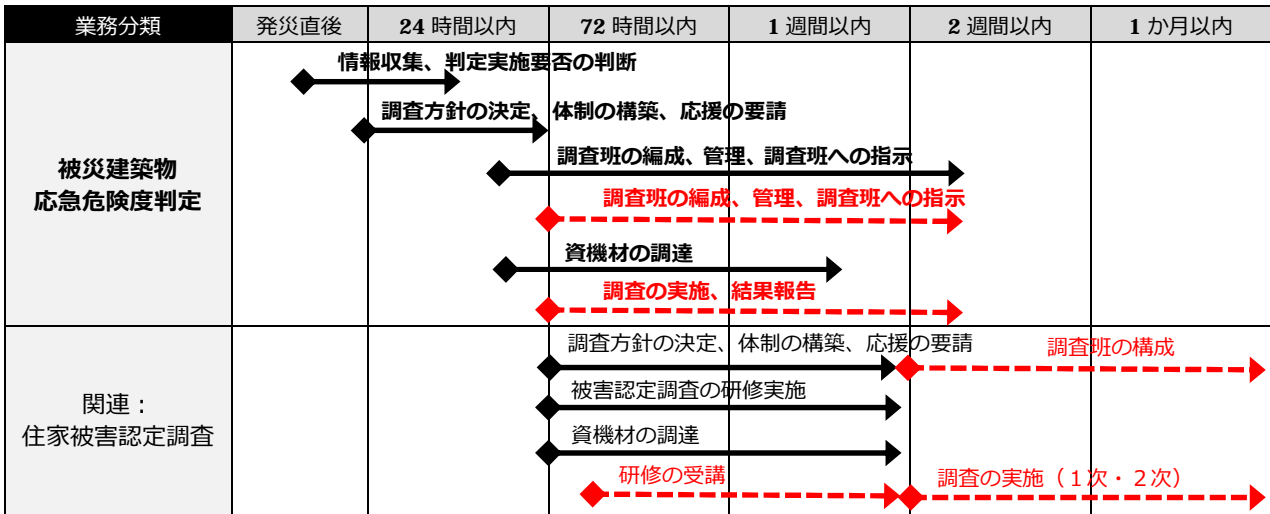 業務分類 発災直後 24 時間以内 72 時間以内 1 週間以内 2 週間以内 1 か月以内
被災建築物
応急危険度判定
情報収集、判定実施要否の判断
調査方針の決定、体制の構築、応援の要請
調査班の編成、管理、調査班への指示
調査班の編成、管理、調査班への指示
資機材の調達
調査の実施、結果報告
関連：
住家被害認定調査
調査方針の決定、体制の構築、応援の要請 調査班の構成
被害認定調査の研修実施
資機材の調達
研修の受講 調査の実施（１次・２次）